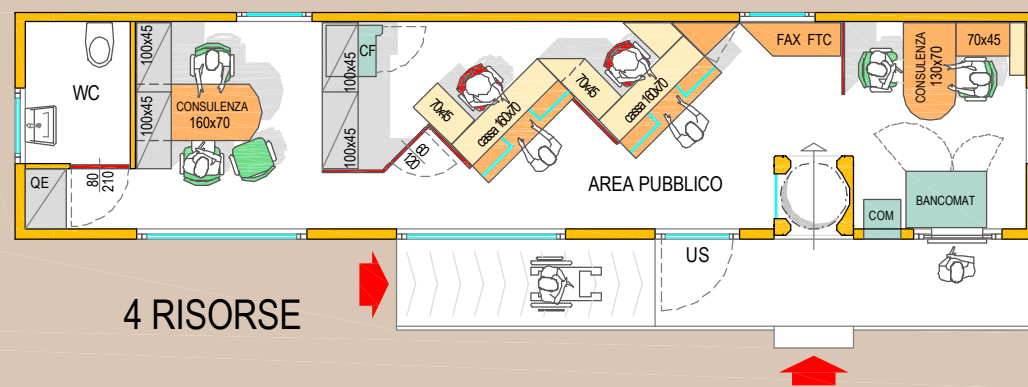 WC
100x45
100x45
CONSULENZA
160x70
QE
80
210
100x45
100x45
CF
60
120
70x45
cassa 160x70
70x45
cassa 160x70
FAX FTC
CONSULENZA
130x70
70x45
AREA PUBBLICO
COM
BANCOMAT
US
4 RISORSE